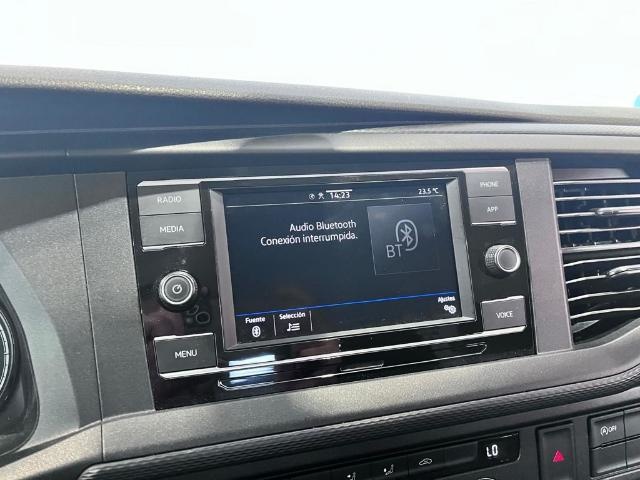 RADIO
MEDIA
MENU
14:23
23.5 °C
Audio Bluetooth
Conexión interrumpida.
BT
Fuente
Selección
Ajustes
PHONE
APP
VOICE
LO
OFF